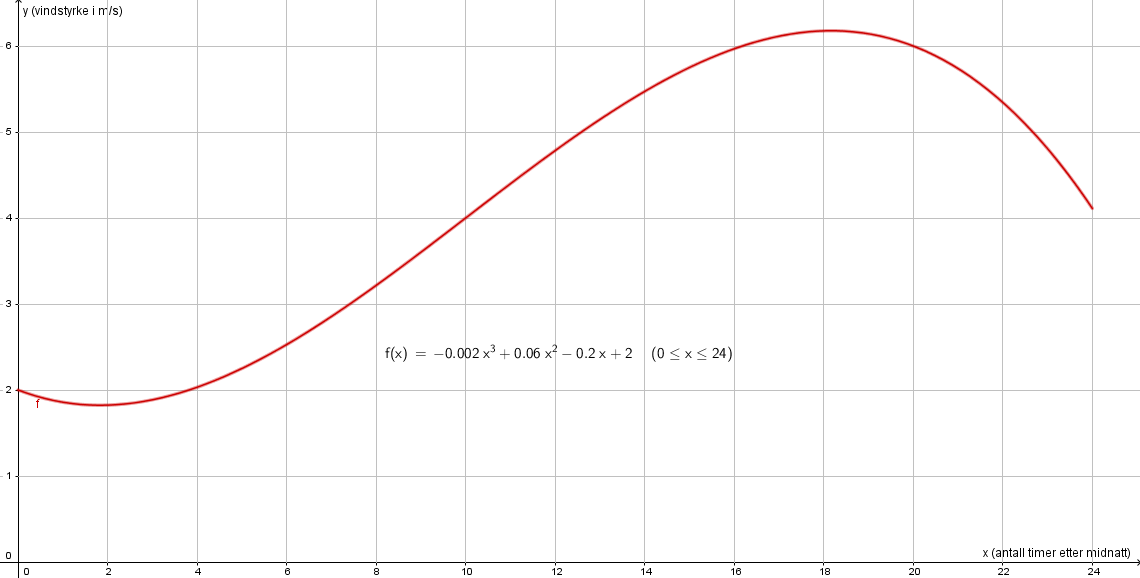 y (vindstyrke i m/s)
6
5
4
3
f(x) = −0.002 x³ + 0.06 x² − 0.2 x + 2 (0 ≤ x ≤ 24)
2
f
1
x (antall timer etter midnatt)
0
0 2 4 6 8 10 12 14 16 18 20 22 24